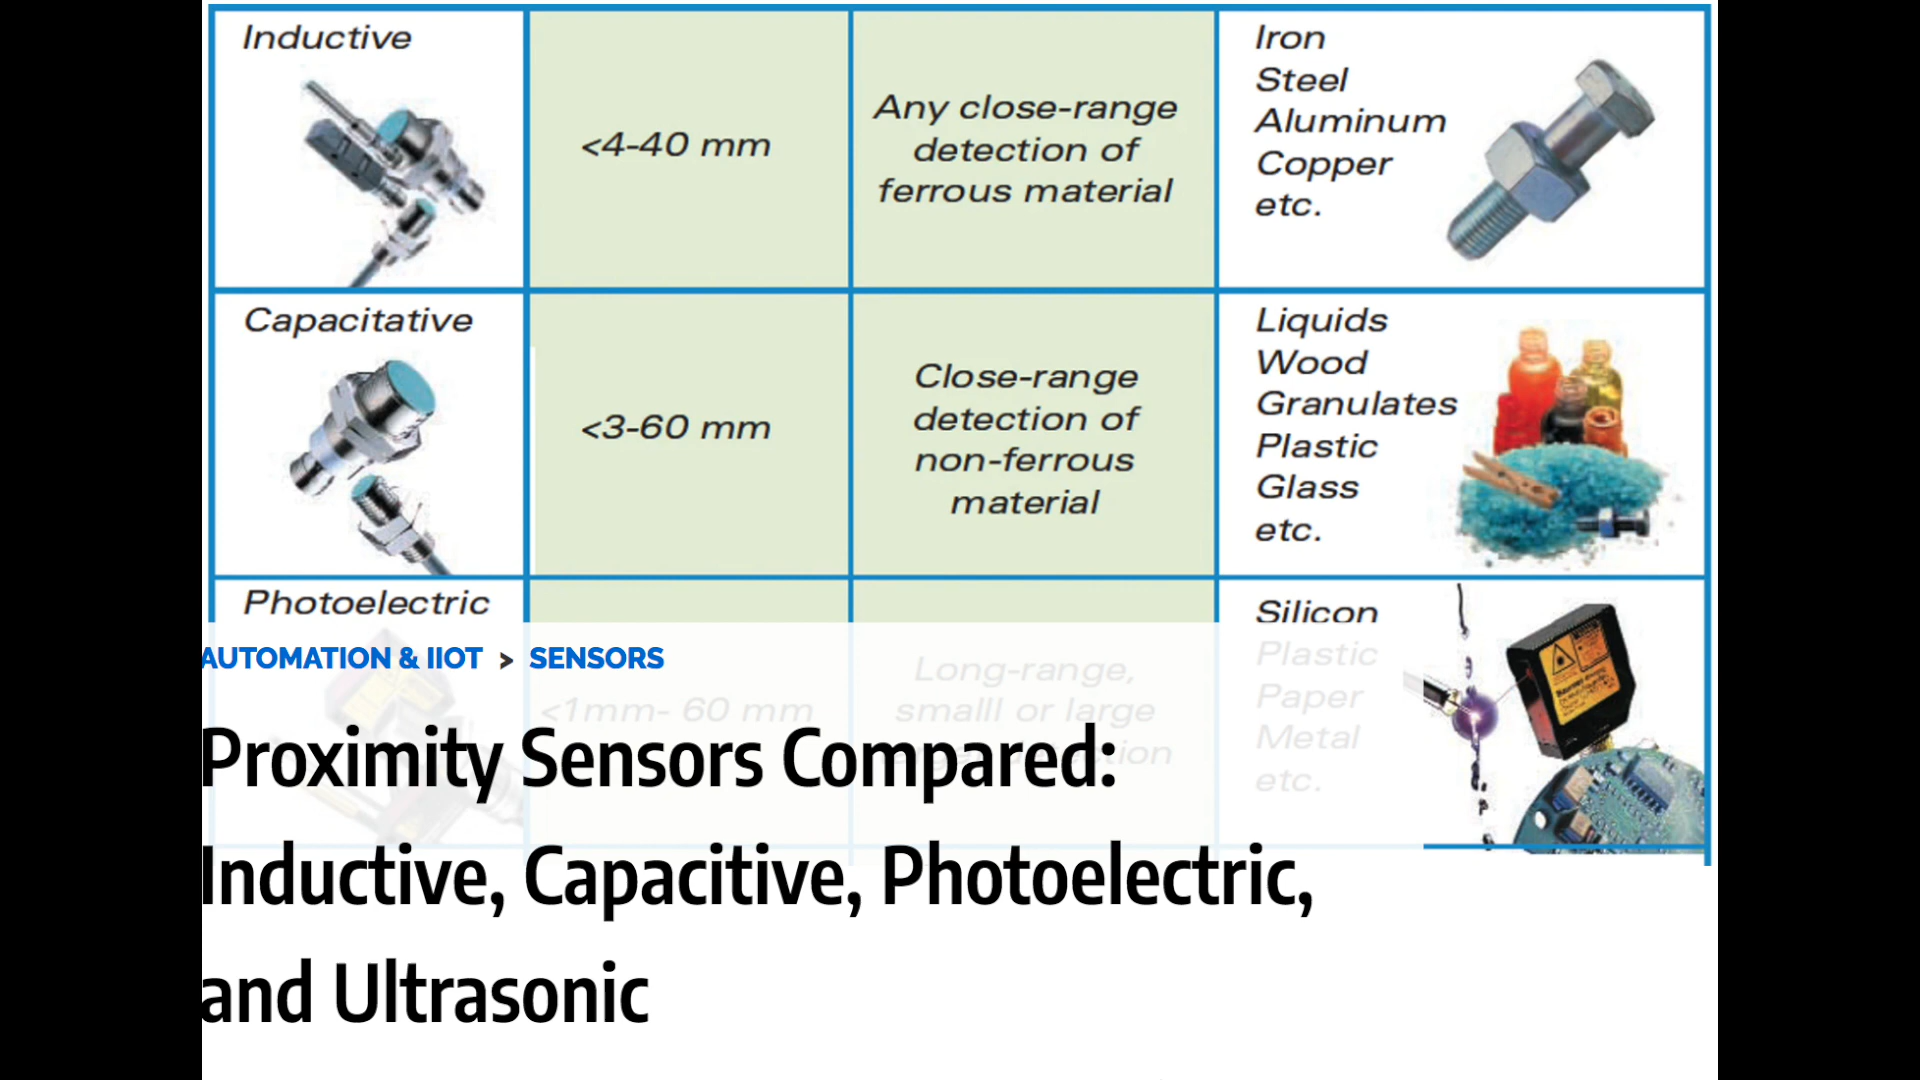 Inductive
<4-40 mm
Any close-range
detection of
ferrous material
Iron
Steel
Aluminum
Copper
etc.
Capacitative
<3-60 mm
Close-range
detection of
non-ferrous
material
Liquids
Wood
Granulates
Plastic
Glass
etc.
Photoelectric
<1mm- 60 mm
Long-range,
smalll or large
Silicon
Plastic
Paper
Metal
etc.
AUTOMATION & IIOT > SENSORS
Proximity Sensors Compared:
Inductive, Capacitive, Photoelectric,
and Ultrasonic